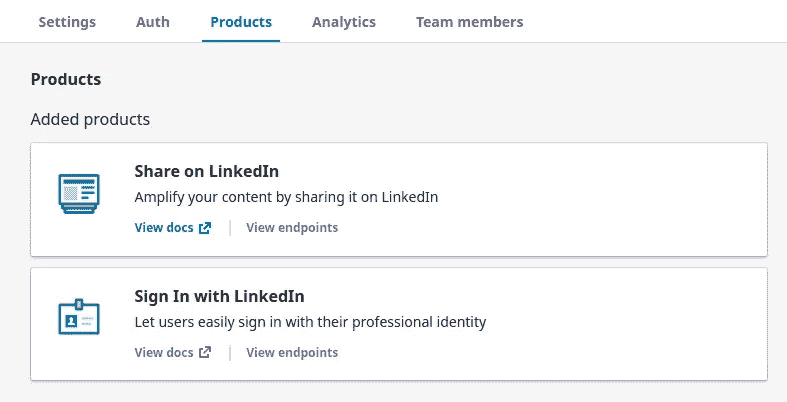 Settings Auth Products Analytics Team members
Products
Added products
Share on LinkedIn
Amplify your content by sharing it on LinkedIn
View docs View endpoints
Sign In with LinkedIn
Let users easily sign in with their professional identity
View docs View endpoints